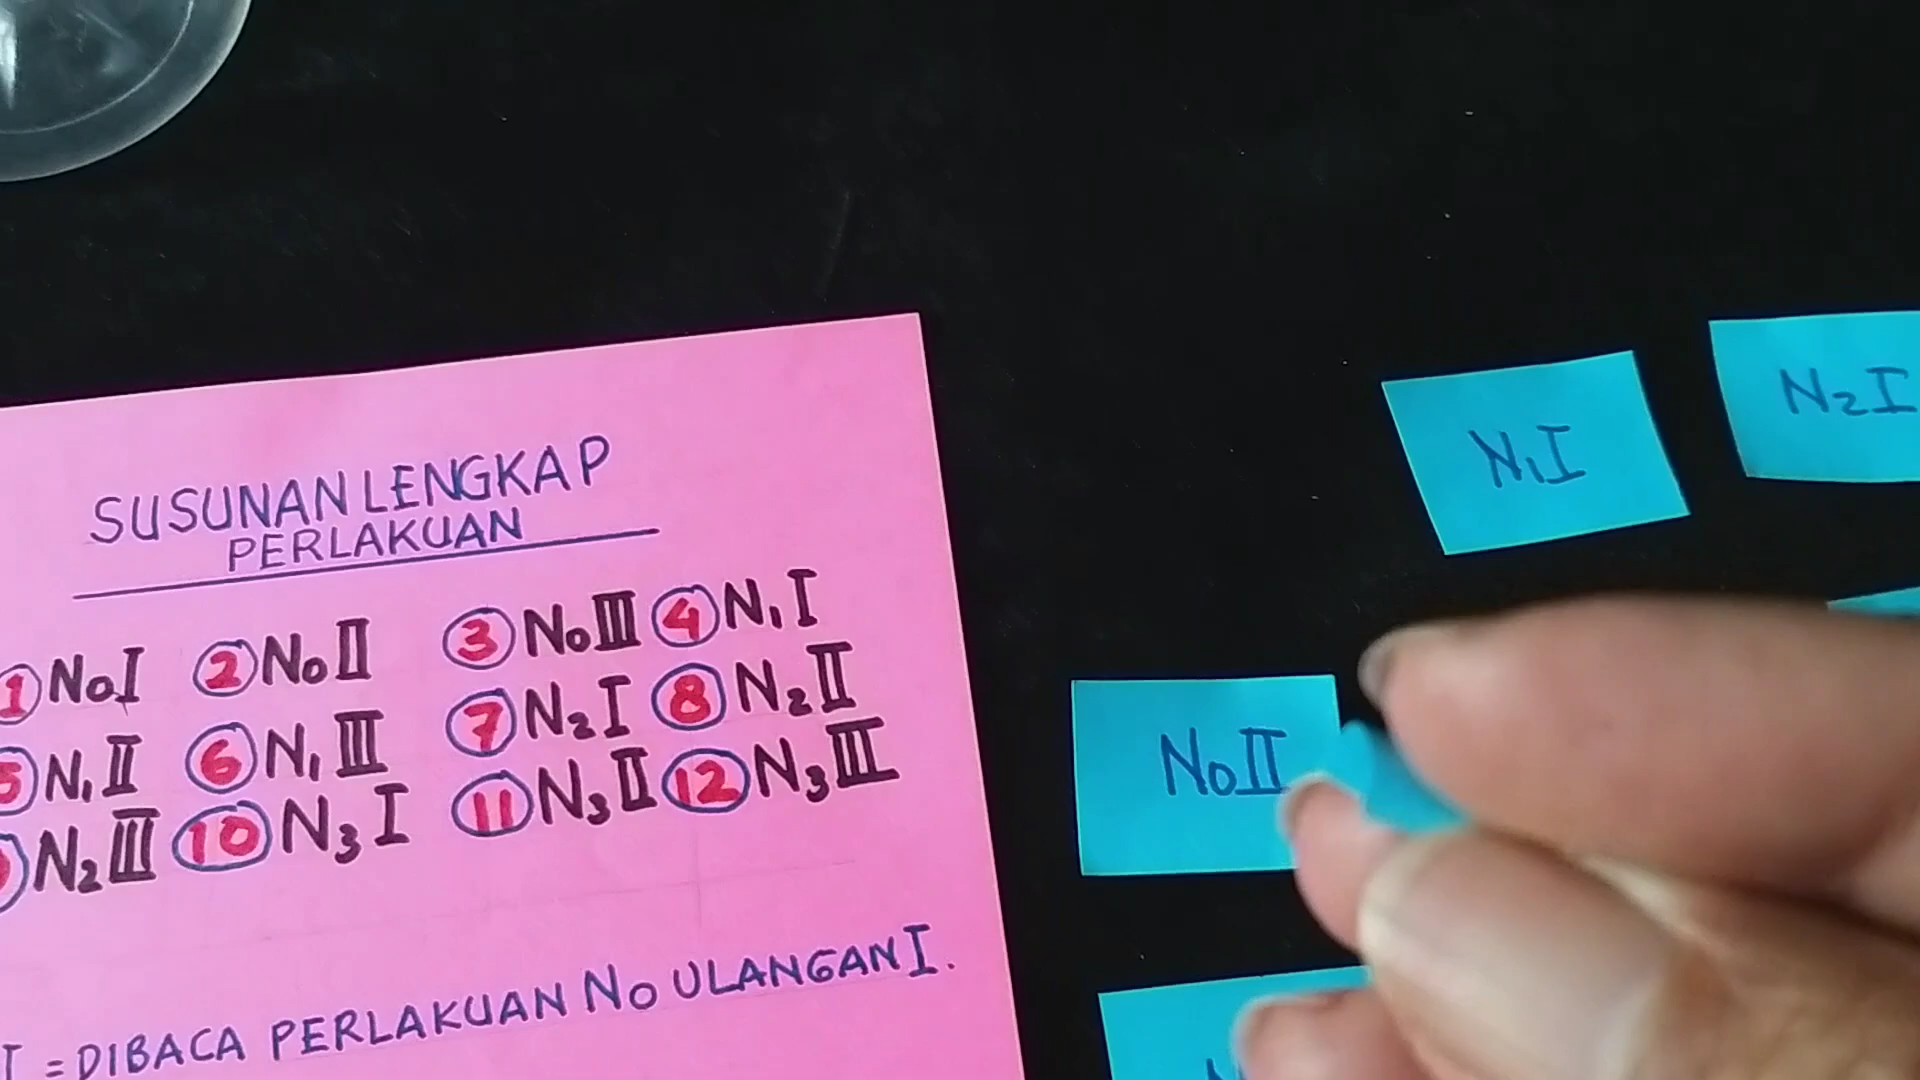 SUSUNAN LENGKAP
PERLAKUAN
1 N0I 2 N0II 3 N0III 4 N1I
5 N1II 6 N1III 7 N2I 8 N2II
N2III 10 N3I 11 N3II 12 N3III
I = DIBACA PERLAKUAN N0 ULANGAN I.
N1I
N2I
N0II